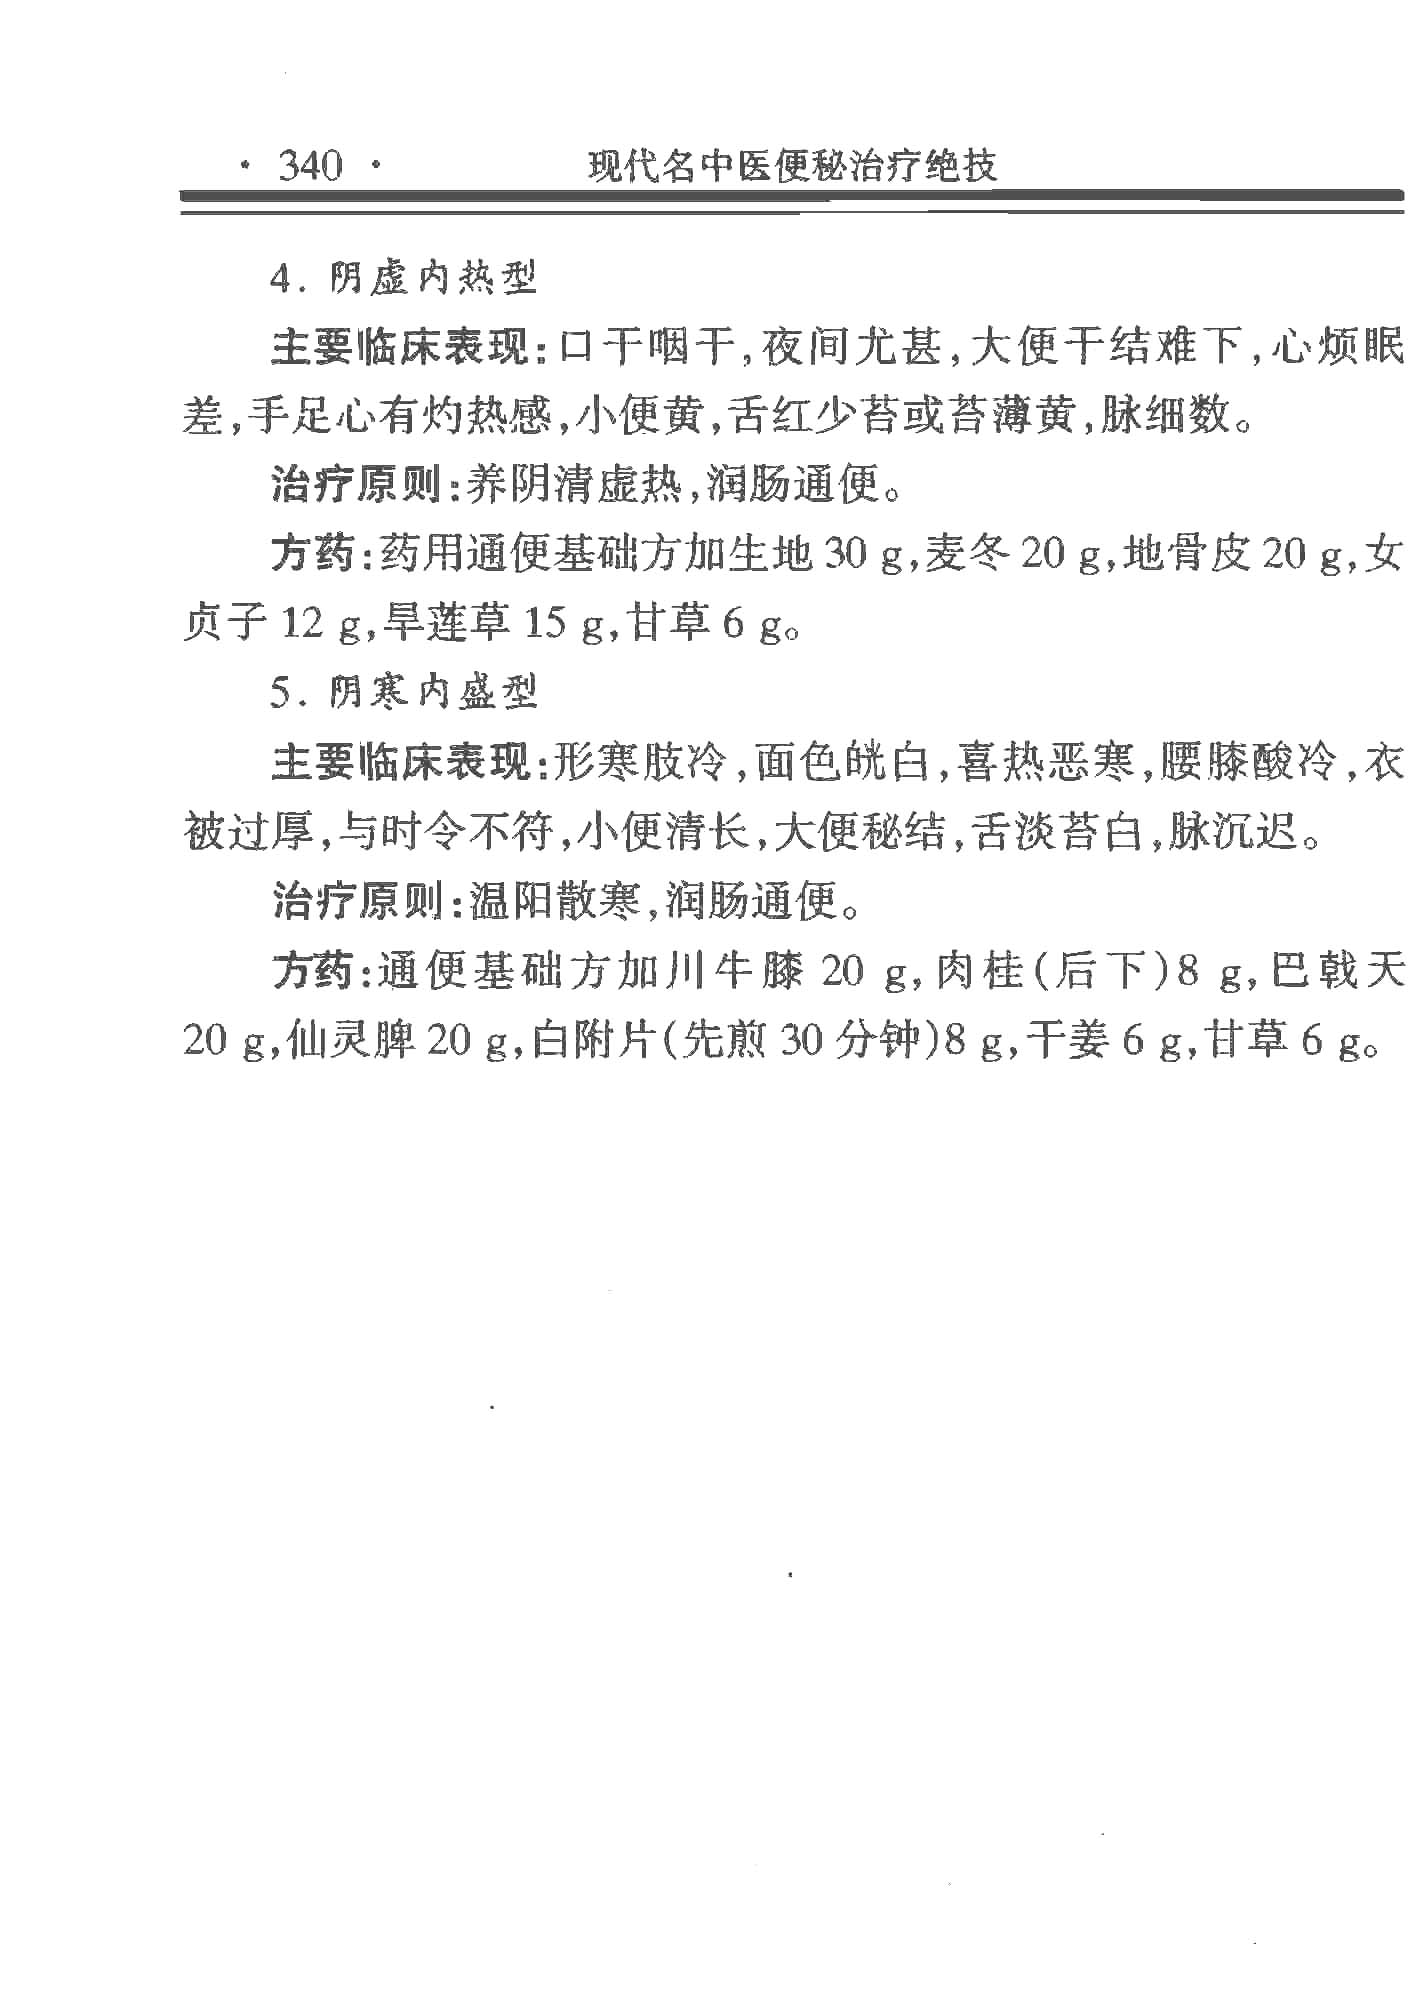 · 340 · 现代名中医便秘治疗绝技
4. 阴虚内热型
主要临床表现:口干咽干,夜间尤甚,大便干结难下,心烦眠
差,手足心有灼热感,小便黄,舌红少苔或苔薄黄,脉细数。
治疗原则:养阴清虚热,润肠通便。
方药:药用通便基础方加生地 30 g,麦冬 20 g,地骨皮 20 g,女
贞子 12 g,旱莲草 15 g,甘草 6 g。
5. 阴寒内盛型
主要临床表现:形寒肢冷,面色㿠白,喜热恶寒,腰膝酸冷,衣
被过厚,与时令不符,小便清长,大便秘结,舌淡苔白,脉沉迟。
治疗原则:温阳散寒,润肠通便。
方药:通便基础方加川牛膝 20 g,肉桂(后下)8 g,巴戟天
20 g,仙灵脾 20 g,白附片(先煎 30 分钟)8 g,干姜 6 g,甘草 6 g。